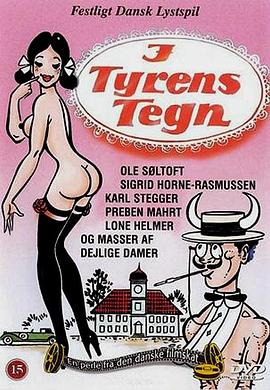 Festligt Dansk Lystspil
I
Tyrens
Tegn
OLE SØLTOFT
SIGRID HORNE-RASMUSSEN
KARL STEGGER
PREBEN MAHRT
LONE HELMER
OG MASSER AF
DEJLIGE DAMER
en perle fra den danske filmskat
15
DVD
VIDEO